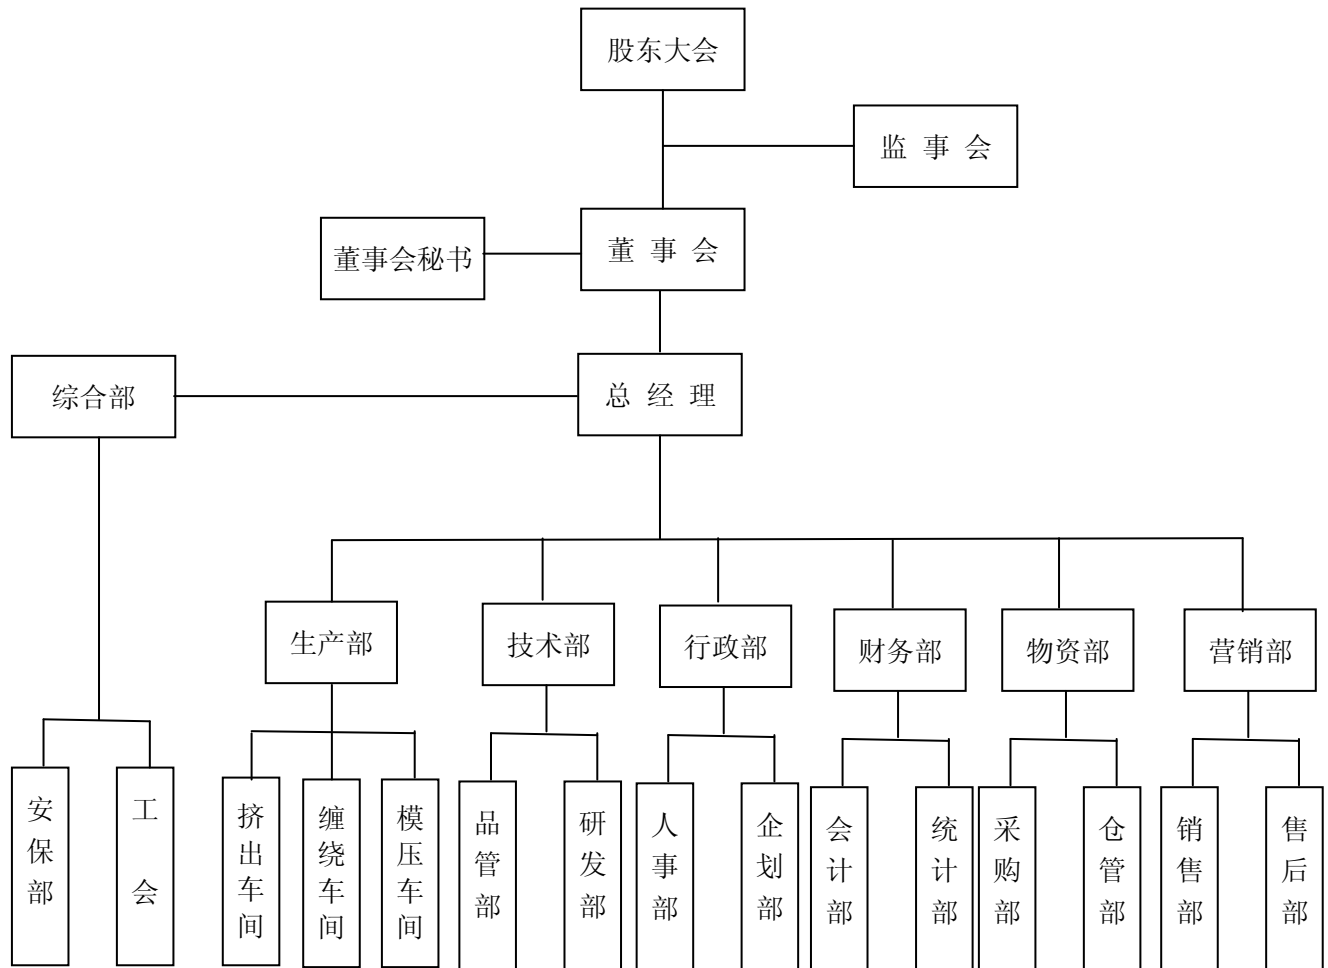 股东大会
监 事 会
董事会秘书
董 事 会
综合部
总 经 理
生产部
技术部
行政部
财务部
物资部
营销部
安保部
工会
挤出车间
缠绕车间
模压车间
品管部
研发部
人事部
企划部
会计部
统计部
采购部
仓管部
销售部
售后部